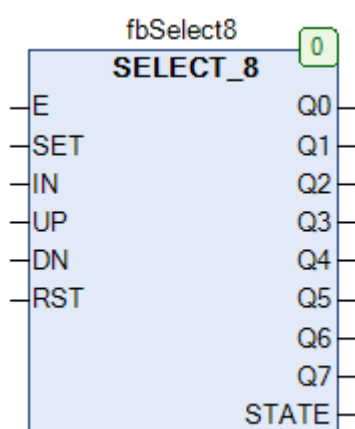 fbSelect8
0
SELECT_8
E Q0
SET Q1
IN Q2
UP Q3
DN Q4
RST Q5
Q6
Q7
STATE